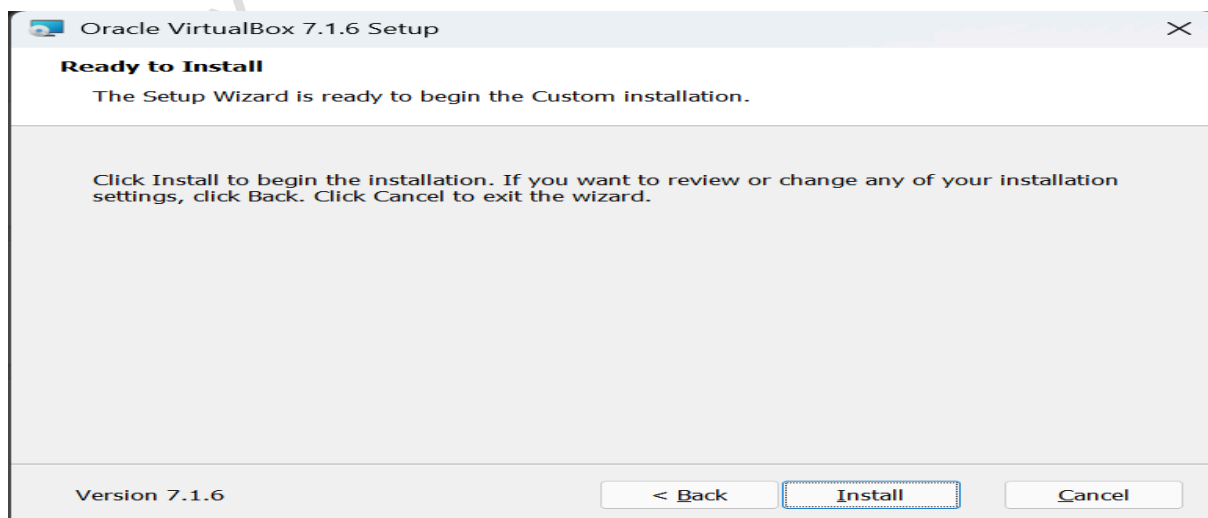 Oracle VirtualBox 7.1.6 Setup
Ready to Install
The Setup Wizard is ready to begin the Custom installation.
Click Install to begin the installation. If you want to review or change any of your installation
settings, click Back. Click Cancel to exit the wizard.
Version 7.1.6
< Back
Install
Cancel